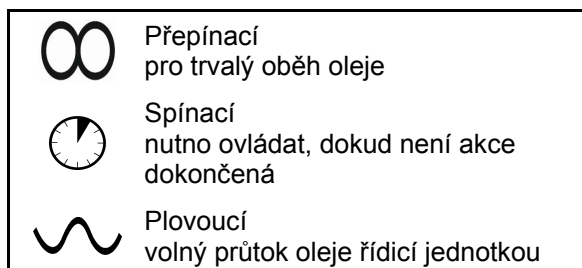 Přepínací
pro trvalý oběh oleje
Spínací
nutno ovládat, dokud není akce
dokončená
Plovoucí
volný průtok oleje řídicí jednotkou